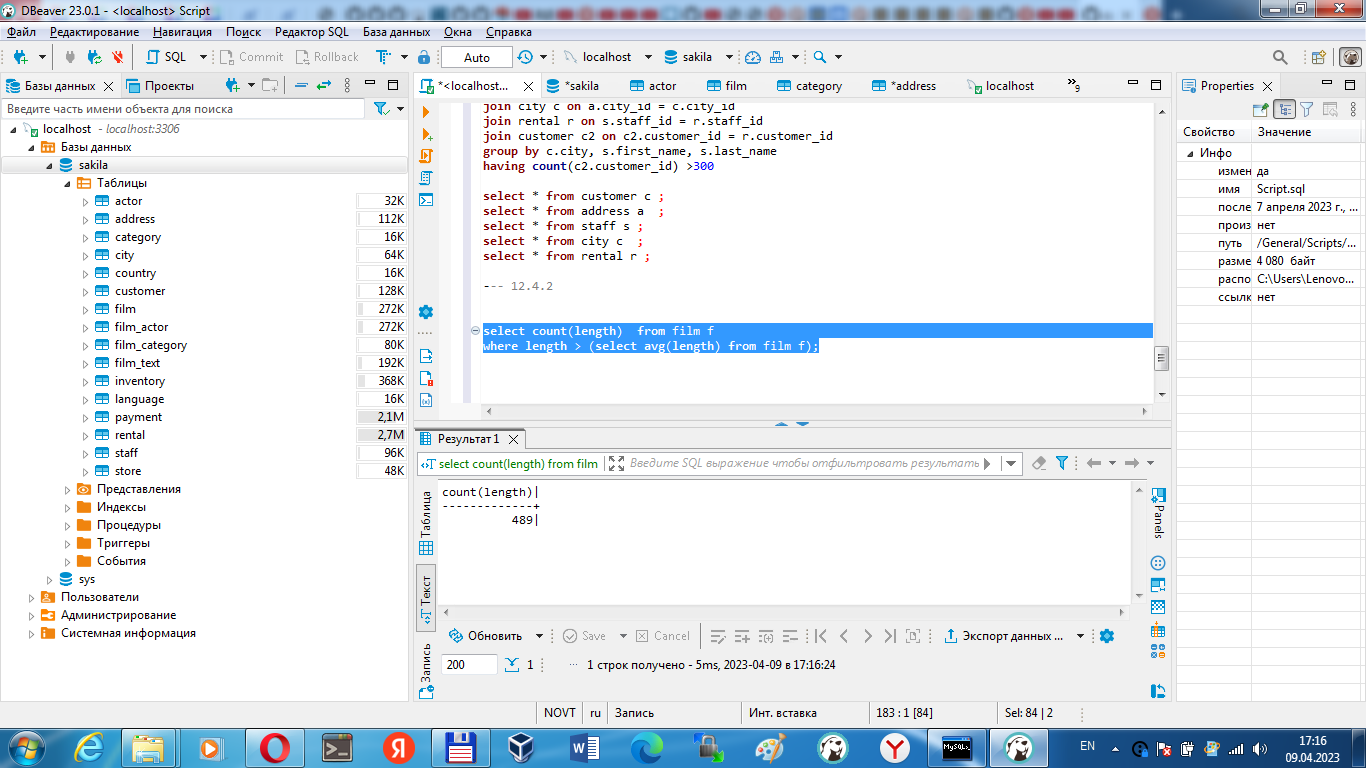 DBeaver 23.0.1 - <localhost> Script
Файл Редактирование Навигация Поиск Редактор SQL База данных Окна Справка
SQL Commit Rollback Auto localhost sakila
Базы данных Проекты
Введите часть имени объекта для поиска
localhost - localhost:3306
Базы данных
sakila
Таблицы
actor 32K
address 112K
category 16K
city 64K
country 16K
customer 128K
film 272K
film_actor 272K
film_category 80K
film_text 192K
inventory 368K
language 16K
payment 2,1M
rental 2,7M
staff 96K
store 48K
Представления
Индексы
Процедуры
Триггеры
События
sys
Пользователи
Администрирование
Системная информация
*<localhost... *sakila actor film category *address localhost »9
join city c on a.city_id = c.city_id
join rental r on s.staff_id = r.staff_id
join customer c2 on c2.customer_id = r.customer_id
group by c.city, s.first_name, s.last_name
having count(c2.customer_id) >300
select * from customer c ;
select * from address a  ;
select * from staff s ;
select * from city c  ;
select * from rental r ;
--- 12.4.2
select count(length)  from film f
where length > (select avg(length) from film f);
Результат 1
select count(length) from film Введите SQL выражение чтобы отфильтровать результаты
Таблица
Текст
Запись
count(length)|
-------------+
489|
Panels
Обновить Save Cancel Экспорт данных ...
200 1 ... 1 строк получено - 5ms, 2023-04-09 в 17:16:24
Properties
Свойство Значение
Инфо
измен да
имя Script.sql
после 7 апреля 2023 г., ...
произ нет
путь /General/Scripts/...
разме 4 080 байт
распо C:\Users\Lenovo...
ссылк нет
NOVT ru Запись Инт. вставка 183 : 1 [84] Sel: 84 | 2
EN 17:16
09.04.2023